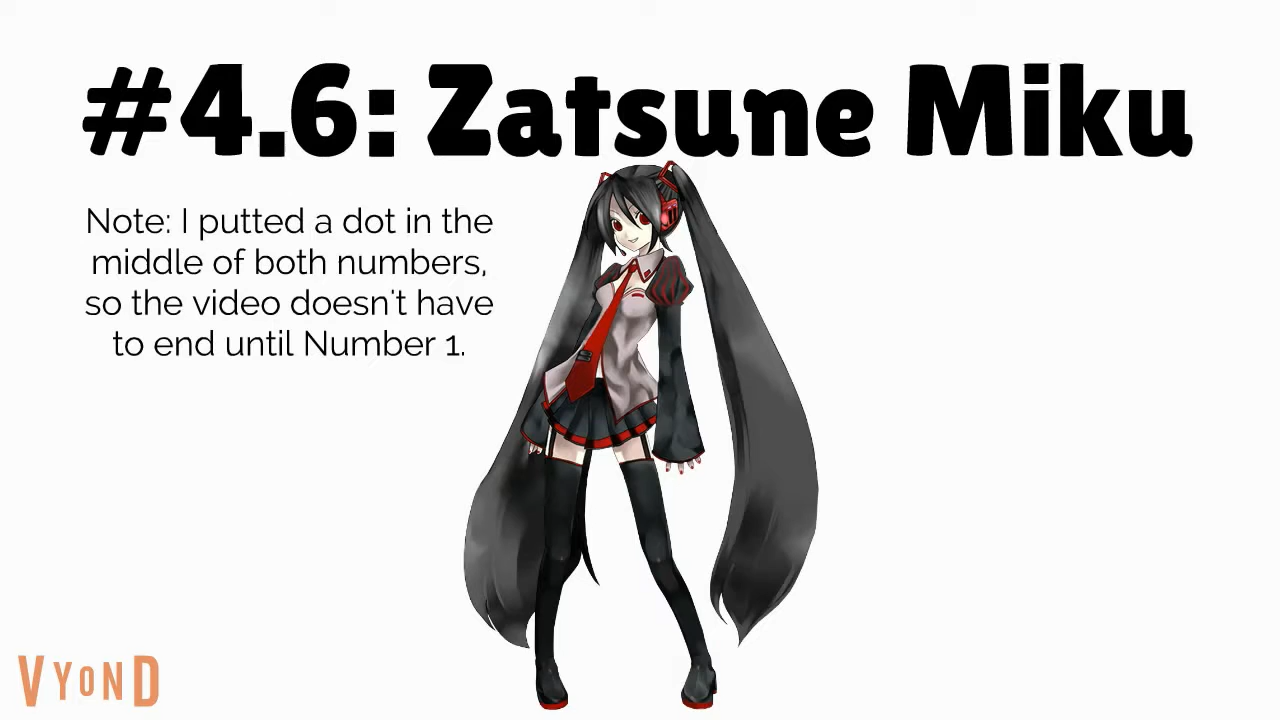 #4.6: Zatsune Miku
Note: I putted a dot in the
middle of both numbers,
so the video doesn't have
to end until Number 1.
VYOND